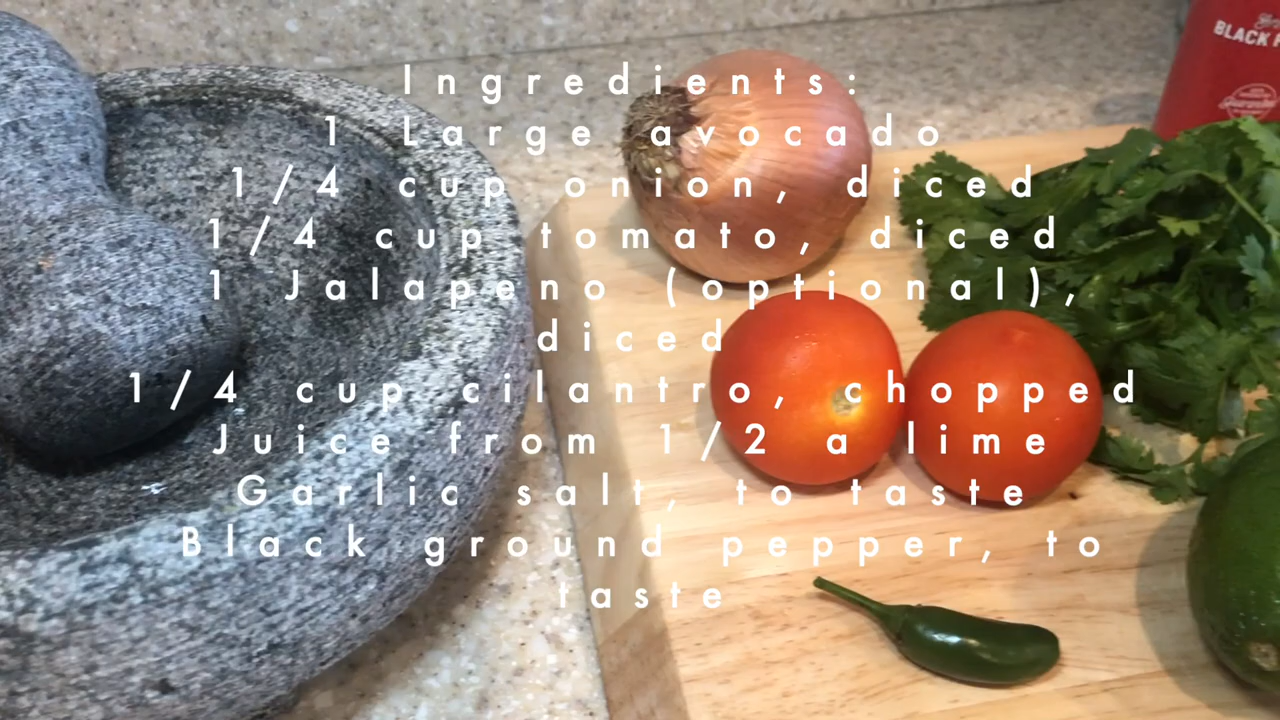 Ingredients:
1 Large avocado
1/4 cup onion, diced
1/4 cup tomato, diced
1 Jalapeno (optional),
diced
1/4 cup cilantro, chopped
Juice from 1/2 a lime
Garlic salt, to taste
Black ground pepper, to
taste
BLACK